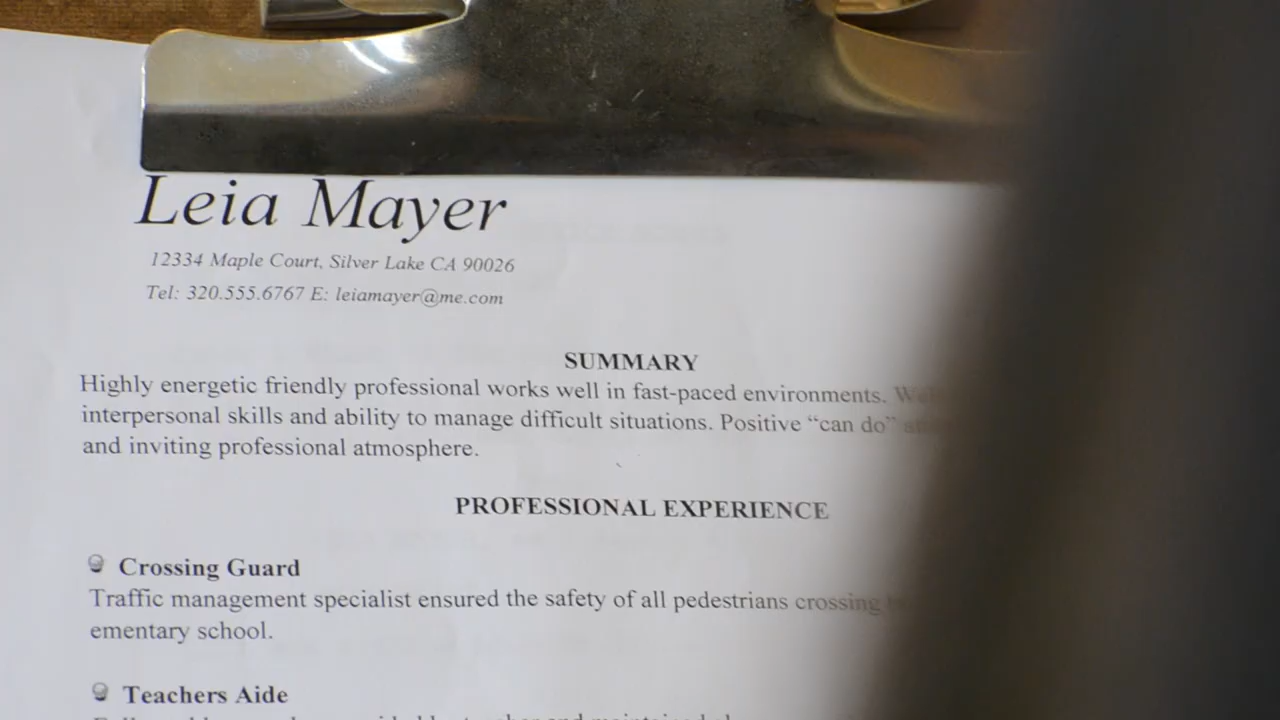 Leia Mayer
12334 Maple Court, Silver Lake CA 90026
Tel: 320.555.6767 E: leiamayer@me.com
SUMMARY
Highly energetic friendly professional works well in fast-paced environments.
interpersonal skills and ability to manage difficult situations. Positive “can do”
and inviting professional atmosphere.
PROFESSIONAL EXPERIENCE
Crossing Guard
Traffic management specialist ensured the safety of all pedestrians crossing
ementary school.
Teachers Aide